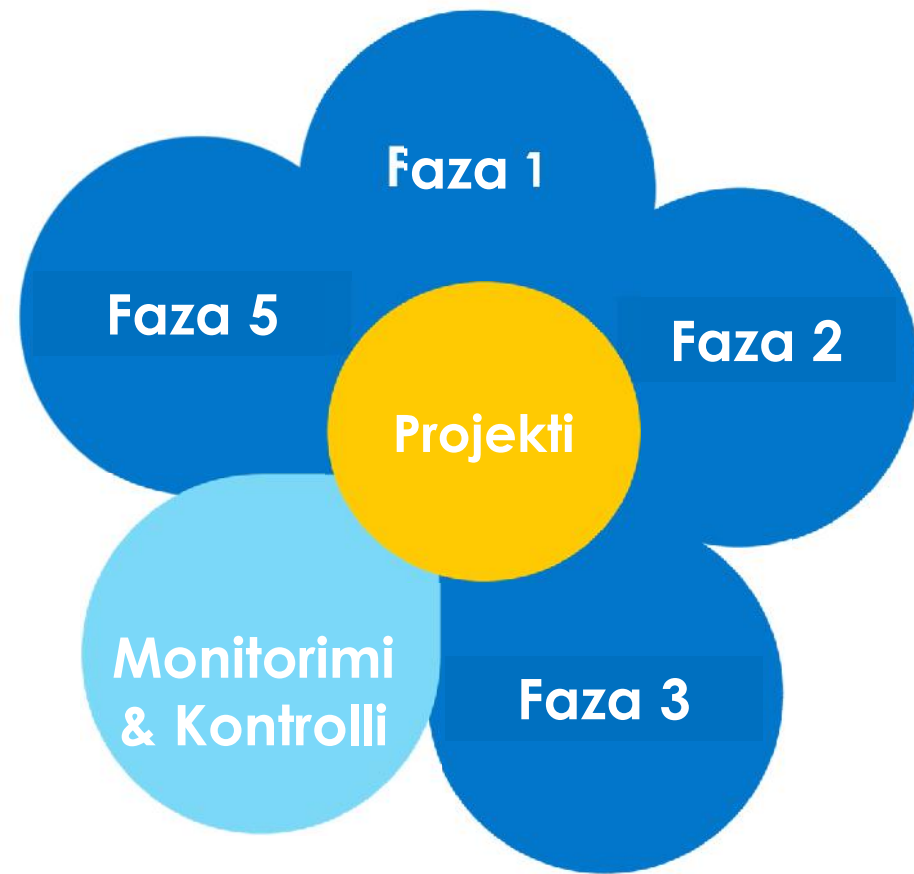 Faza 1
Faza 5
Faza 2
Projekti
Monitorimi
& Kontrolli
Faza 3